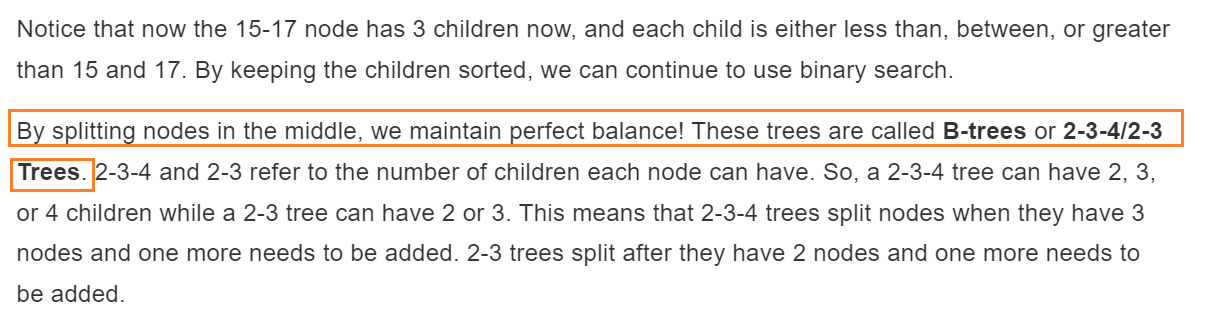 Notice that now the 15-17 node has 3 children now, and each child is either less than, between, or greater
than 15 and 17. By keeping the children sorted, we can continue to use binary search.
By splitting nodes in the middle, we maintain perfect balance! These trees are called B-trees or 2-3-4/2-3
Trees. 2-3-4 and 2-3 refer to the number of children each node can have. So, a 2-3-4 tree can have 2, 3,
or 4 children while a 2-3 tree can have 2 or 3. This means that 2-3-4 trees split nodes when they have 3
nodes and one more needs to be added. 2-3 trees split after they have 2 nodes and one more needs to
be added.